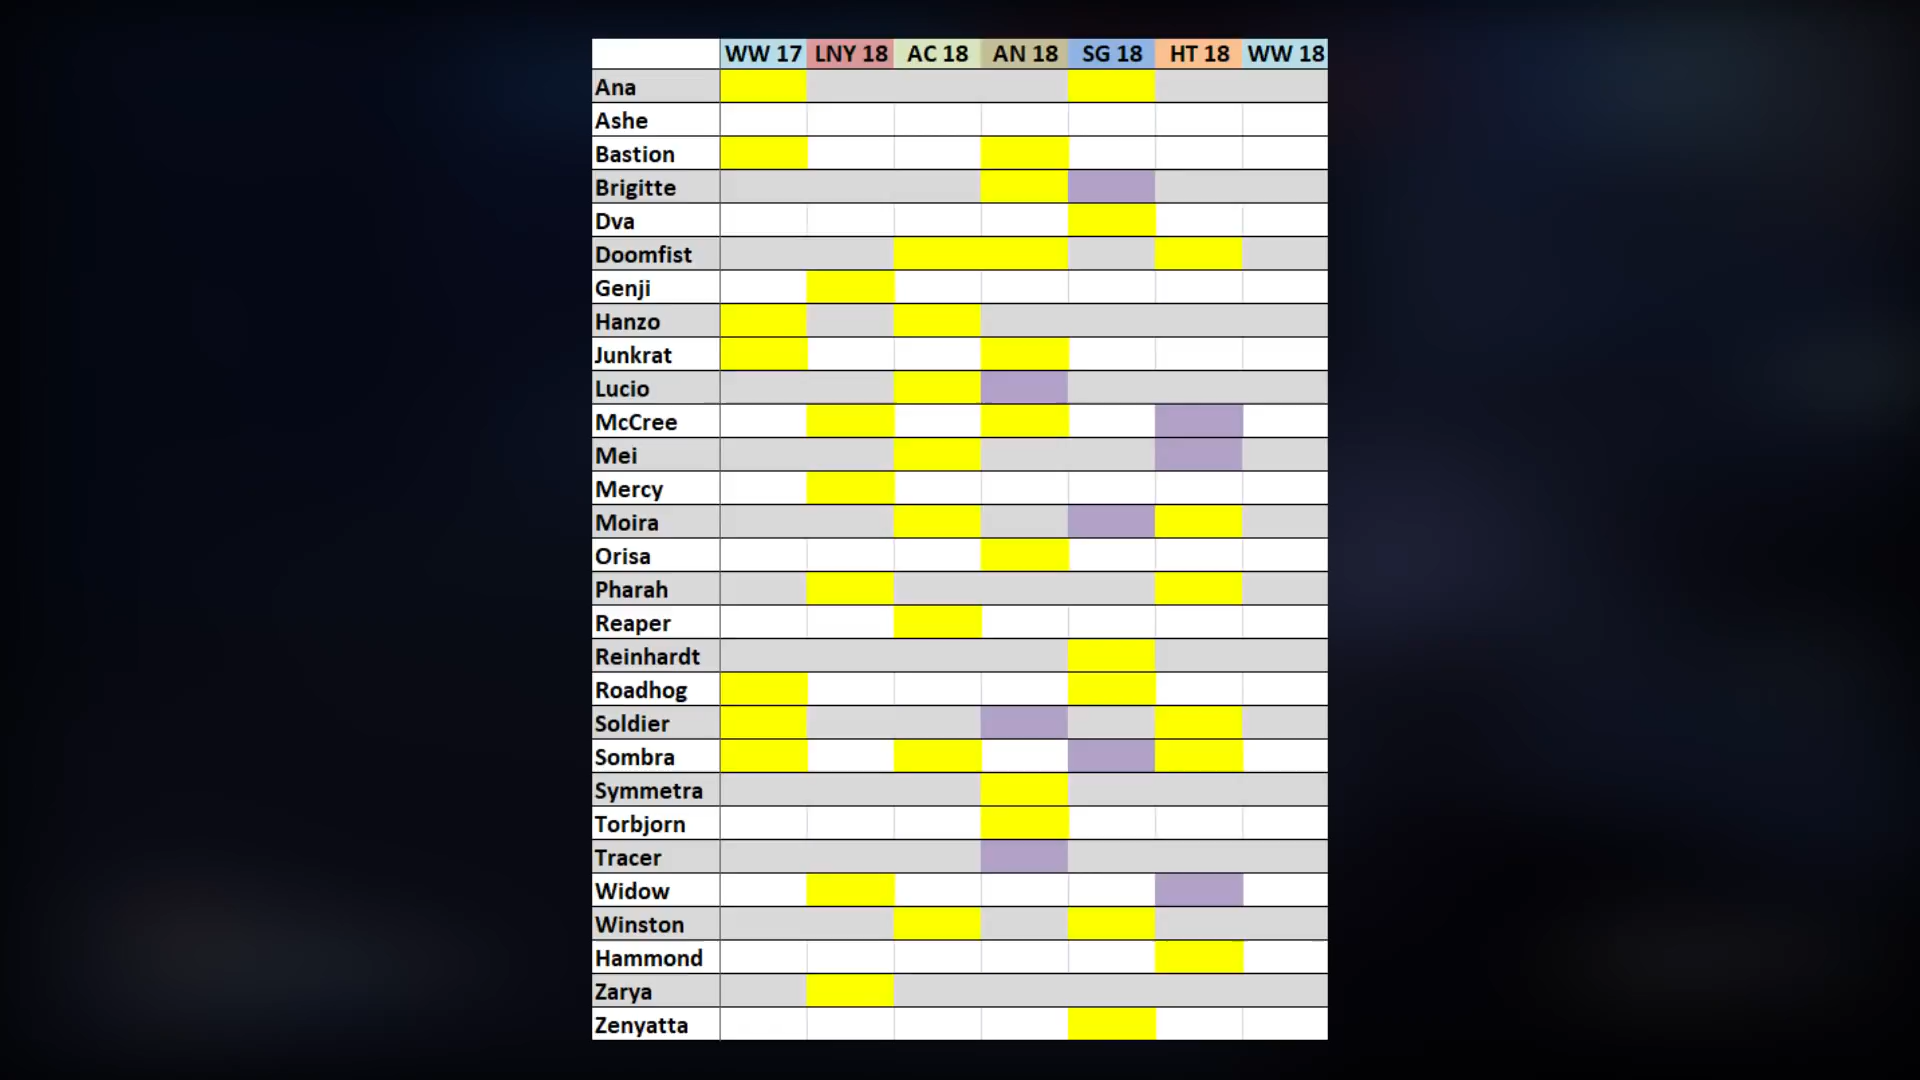 WW 17 LNY 18 AC 18 AN 18 SG 18 HT 18 WW 18
Ana
Ashe
Bastion
Brigitte
Dva
Doomfist
Genji
Hanzo
Junkrat
Lucio
McCree
Mei
Mercy
Moira
Orisa
Pharah
Reaper
Reinhardt
Roadhog
Soldier
Sombra
Symmetra
Torbjorn
Tracer
Widow
Winston
Hammond
Zarya
Zenyatta